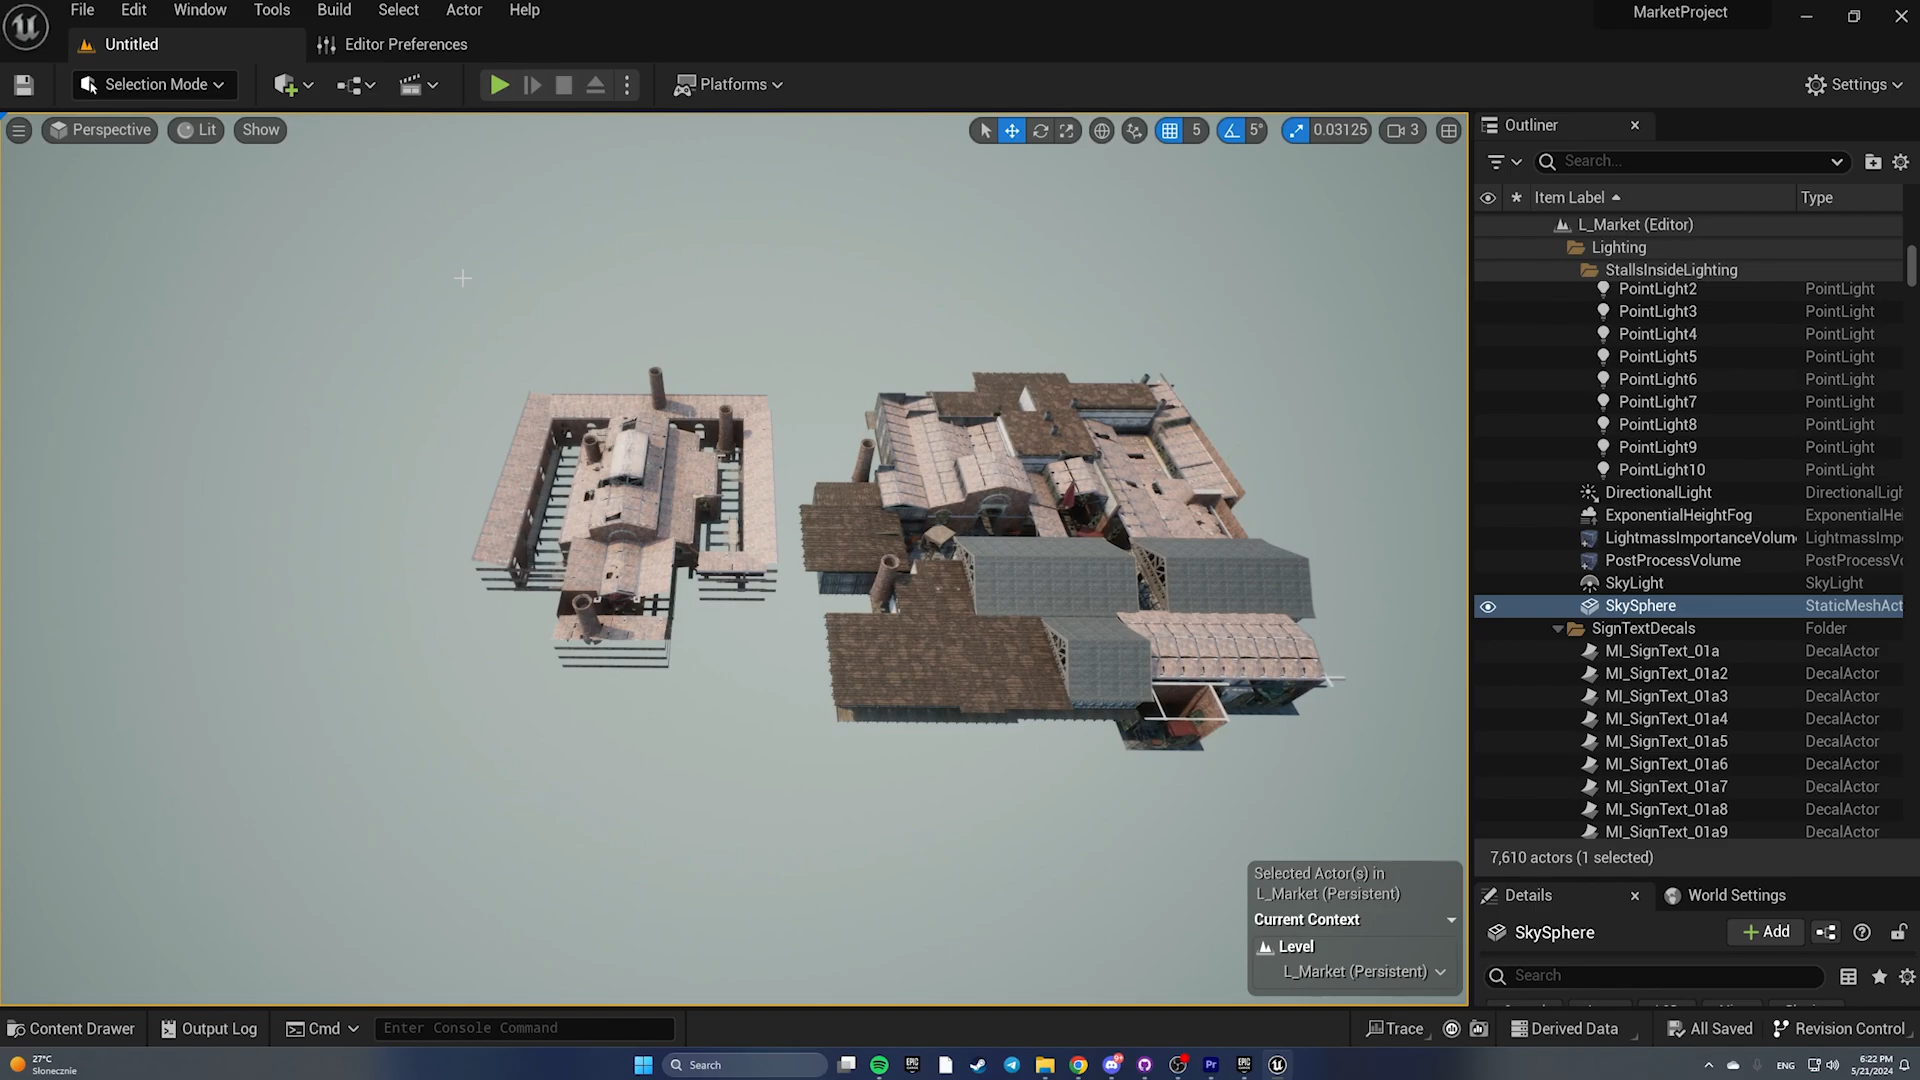 File Edit Window Tools Build Select Actor Help
MarketProject
Untitled
Editor Preferences
Selection Mode
Platforms
Settings
Perspective
Lit
Show
5
5°
0.03125
3
Outliner
Search...
Item Label
Type
L_Market (Editor)
Lighting
StallsInsideLighting
PointLight2 PointLight
PointLight3 PointLight
PointLight4 PointLight
PointLight5 PointLight
PointLight6 PointLight
PointLight7 PointLight
PointLight8 PointLight
PointLight9 PointLight
PointLight10 PointLight
DirectionalLight DirectionalLigh
ExponentialHeightFog ExponentialHe
LightmassImportanceVolum Lightmasslmp
PostProcessVolume PostProcessVo
SkyLight SkyLight
SkySphere StaticMeshAct
SignTextDecals Folder
MI_SignText_01a DecalActor
MI_SignText_01a2 DecalActor
MI_SignText_01a3 DecalActor
MI_SignText_01a4 DecalActor
MI_SignText_01a5 DecalActor
MI_SignText_01a6 DecalActor
MI_SignText_01a7 DecalActor
MI_SignText_01a8 DecalActor
MI_SignText_01a9 DecalActor
7,610 actors (1 selected)
Selected Actor(s) in
L_Market (Persistent)
Current Context
Level
L_Market (Persistent)
Details
World Settings
SkySphere
Add
Search
Content Drawer
Output Log
Cmd
Enter Console Command
Trace
Derived Data
All Saved
Revision Control
27°C
Słonecznie
Search
ENG
6:22 PM
5/21/2024